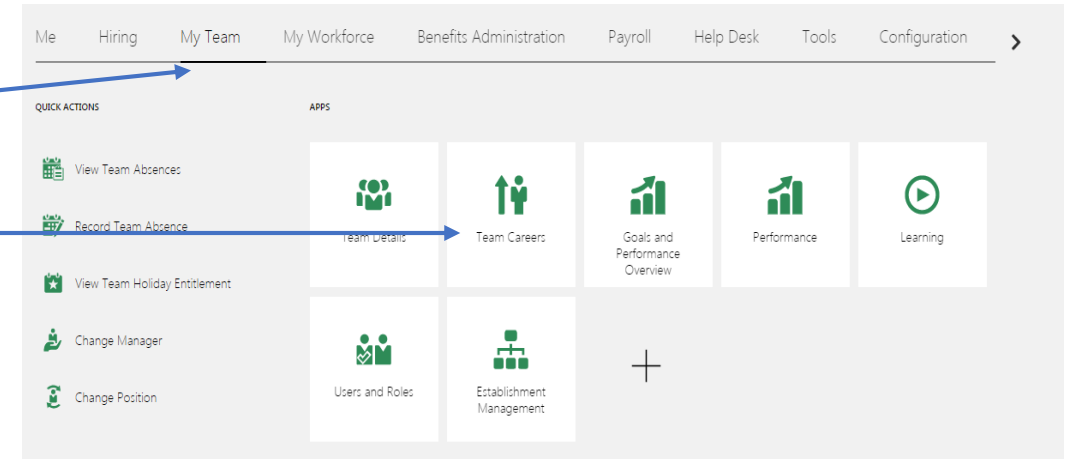 Me Hiring My Team My Workforce Benefits Administration Payroll Help Desk Tools Configuration
QUICK ACTIONS
APPS
View Team Absences
Record Team Absence
View Team Holiday Entitlement
Change Manager
Change Position
Team Details
Team Careers
Goals and
Performance
Overview
Performance
Learning
Users and Roles
Establishment
Management